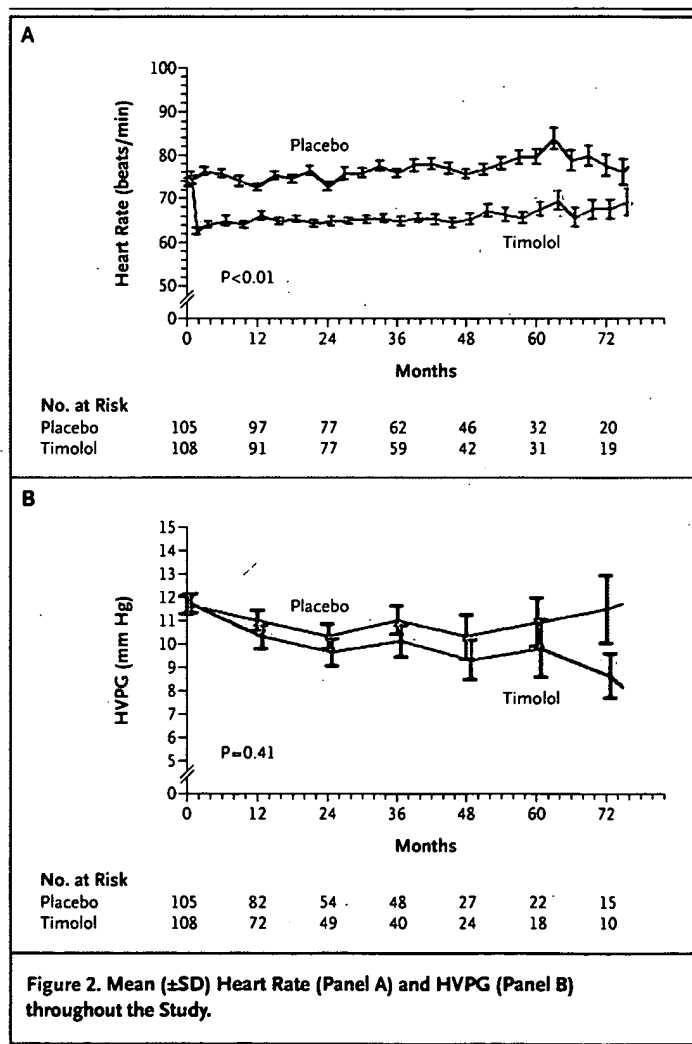 A
100
90
80
70
60
50
0
Heart Rate (beats/min)
Placebo
Timolol
P<0.01
0 12 24 36 48 60 72
Months
No. at Risk
Placebo 105 97 77 62 46 32 20
Timolol 108 91 77 59 42 31 19
B
15
14
13
12
11
10
9
8
7
6
5
0
HVPG (mm Hg)
Placebo
Timolol
P=0.41
0 12 24 36 48 60 72
Months
No. at Risk
Placebo 105 82 54 48 27 22 15
Timolol 108 72 49 40 24 18 10
Figure 2. Mean (±SD) Heart Rate (Panel A) and HVPG (Panel B)
throughout the Study.